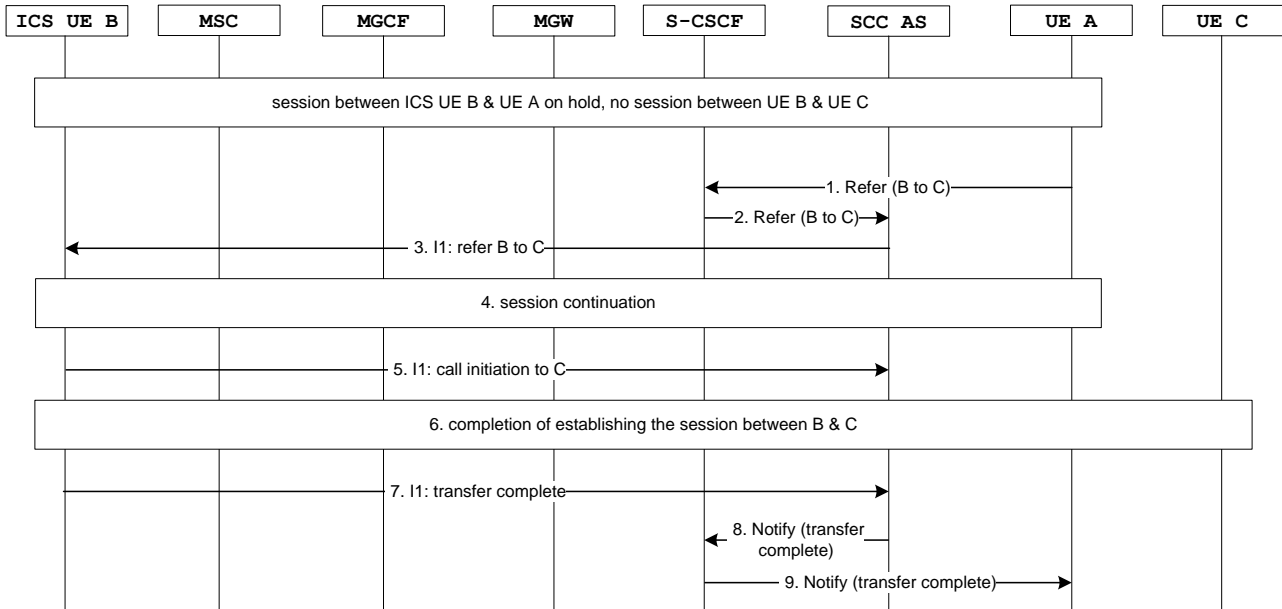 ICS UE B
MSC
MGCF
MGW
S-CSCF
SCC AS
UE A
UE C
session between ICS UE B & UE A on hold, no session between UE B & UE C
1. Refer (B to C)
2. Refer (B to C)
3. I1: refer B to C
4. session continuation
5. I1: call initiation to C
6. completion of establishing the session between B & C
7. I1: transfer complete
8. Notify (transfer
complete)
9. Notify (transfer complete)